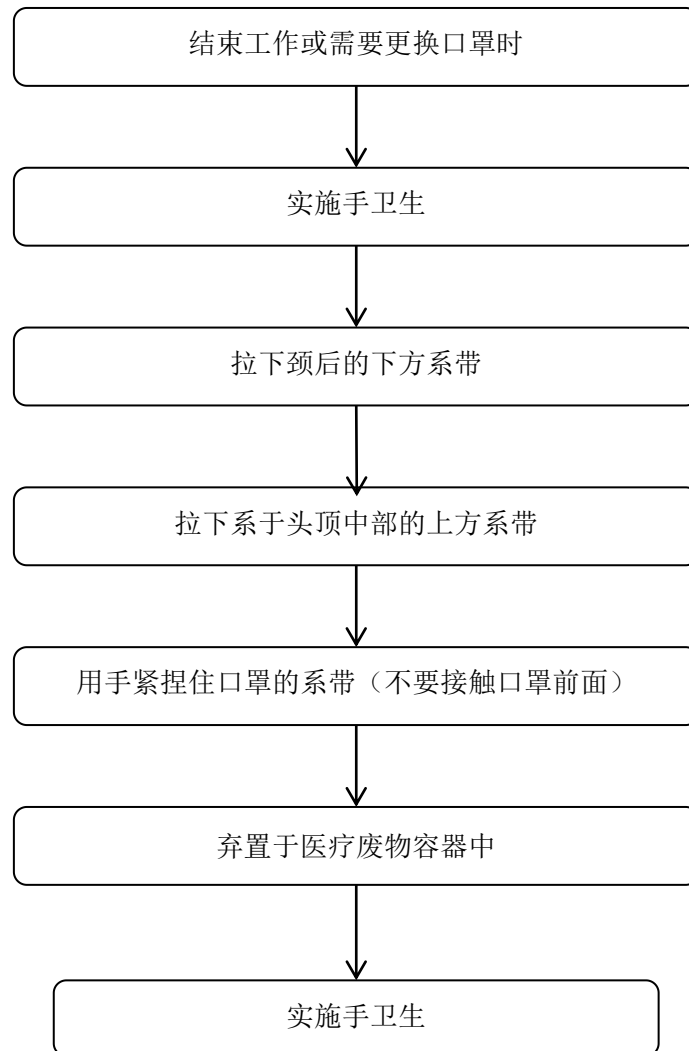 结束工作或需要更换口罩时
实施手卫生
拉下颈后的下方系带
拉下系于头顶中部的上方系带
用手紧捏住口罩的系带（不要接触口罩前面）
弃置于医疗废物容器中
实施手卫生